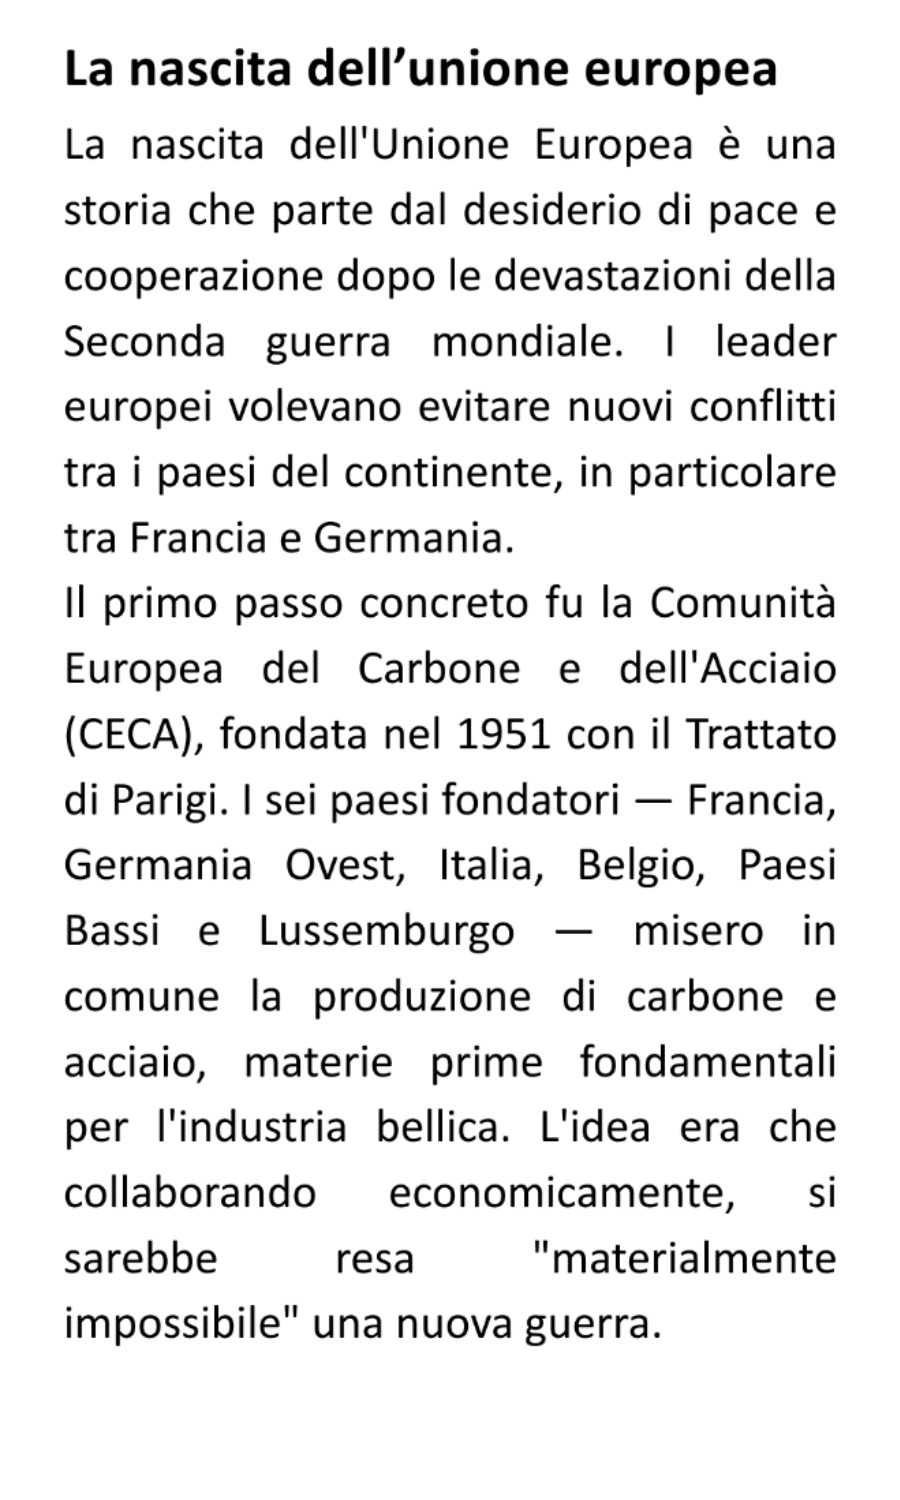 La nascita dell’unione europea
La nascita dell'Unione Europea è una
storia che parte dal desiderio di pace e
cooperazione dopo le devastazioni della
Seconda guerra mondiale. I leader
europei volevano evitare nuovi conflitti
tra i paesi del continente, in particolare
tra Francia e Germania.
Il primo passo concreto fu la Comunità
Europea del Carbone e dell'Acciaio
(CECA), fondata nel 1951 con il Trattato
di Parigi. I sei paesi fondatori — Francia,
Germania Ovest, Italia, Belgio, Paesi
Bassi e Lussemburgo — misero in
comune la produzione di carbone e
acciaio, materie prime fondamentali
per l'industria bellica. L'idea era che
collaborando economicamente, si
sarebbe resa "materialmente
impossibile" una nuova guerra.